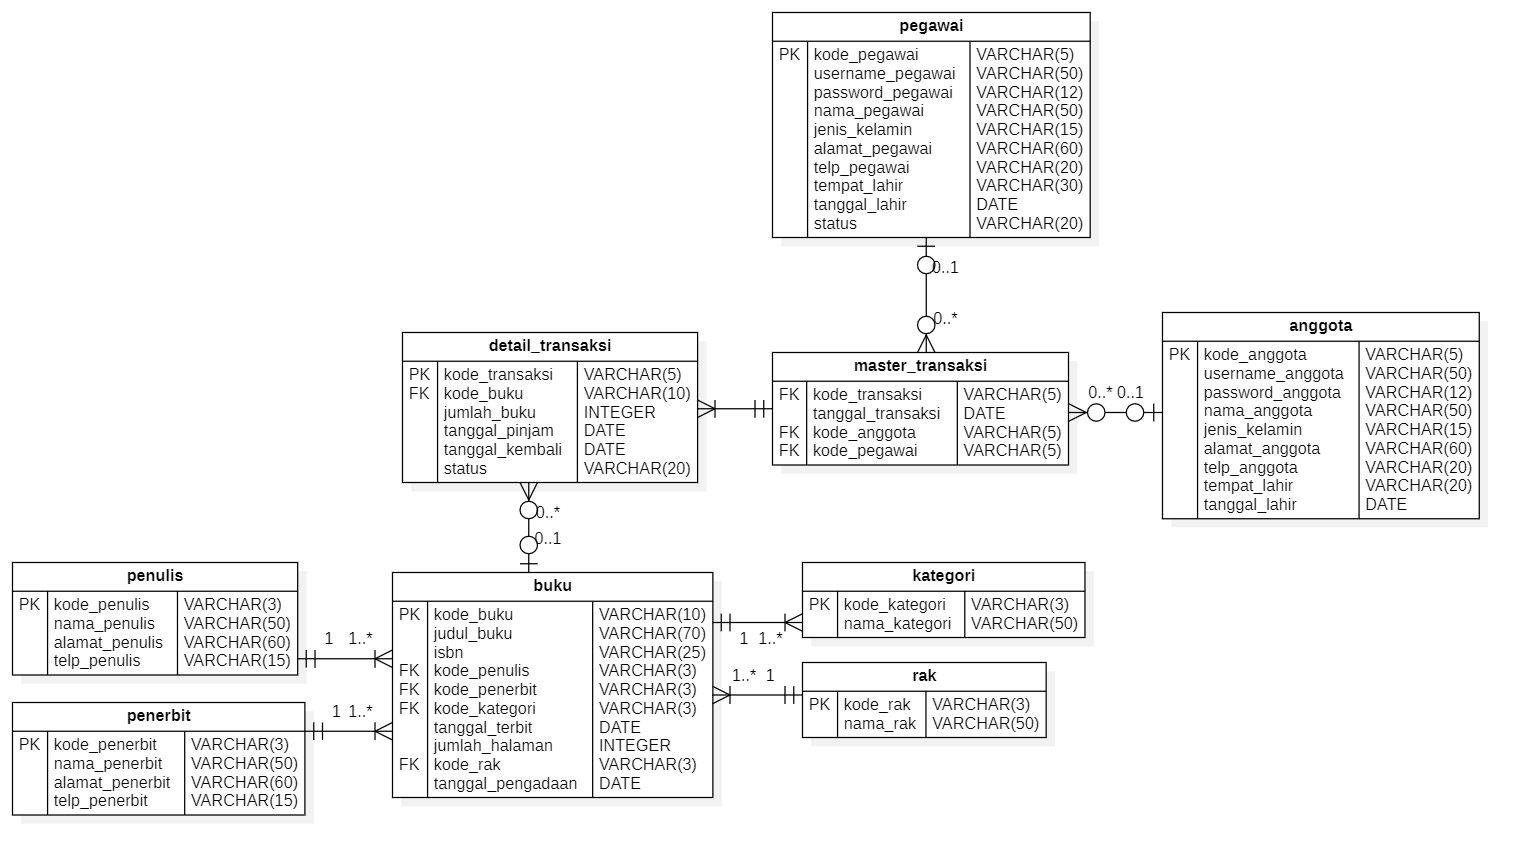 pegawai
PK kode_pegawai VARCHAR(5)
username_pegawai VARCHAR(50)
password_pegawai VARCHAR(12)
nama_pegawai VARCHAR(50)
jenis_kelamin VARCHAR(15)
alamat_pegawai VARCHAR(60)
telp_pegawai VARCHAR(20)
tempat_lahir VARCHAR(30)
tanggal_lahir DATE
status VARCHAR(20)
0..1
0..*
detail_transaksi
PK kode_transaksi VARCHAR(5)
FK kode_buku VARCHAR(10)
jumlah_buku INTEGER
tanggal_pinjam DATE
tanggal_kembali DATE
status VARCHAR(20)
master_transaksi
FK kode_transaksi VARCHAR(5)
tanggal_transaksi DATE
FK kode_anggota VARCHAR(5)
FK kode_pegawai VARCHAR(5)
0..* 0..1
anggota
PK kode_anggota VARCHAR(5)
username_anggota VARCHAR(50)
password_anggota VARCHAR(12)
nama_anggota VARCHAR(50)
jenis_kelamin VARCHAR(15)
alamat_anggota VARCHAR(60)
telp_anggota VARCHAR(20)
tempat_lahir VARCHAR(20)
tanggal_lahir DATE
0..*
0..1
penulis
PK kode_penulis VARCHAR(3)
nama_penulis VARCHAR(50)
alamat_penulis VARCHAR(60)
telp_penulis VARCHAR(15)
1 1..*
penerbit
PK kode_penerbit VARCHAR(3)
nama_penerbit VARCHAR(50)
alamat_penerbit VARCHAR(60)
telp_penerbit VARCHAR(15)
1 1..*
buku
PK kode_buku VARCHAR(10)
judul_buku VARCHAR(70)
isbn VARCHAR(25)
FK kode_penulis VARCHAR(3)
FK kode_penerbit VARCHAR(3)
FK kode_kategori VARCHAR(3)
tanggal_terbit DATE
jumlah_halaman INTEGER
FK kode_rak VARCHAR(3)
tanggal_pengadaan DATE
1 1..*
kategori
PK kode_kategori VARCHAR(3)
nama_kategori VARCHAR(50)
1..* 1
rak
PK kode_rak VARCHAR(3)
nama_rak VARCHAR(50)